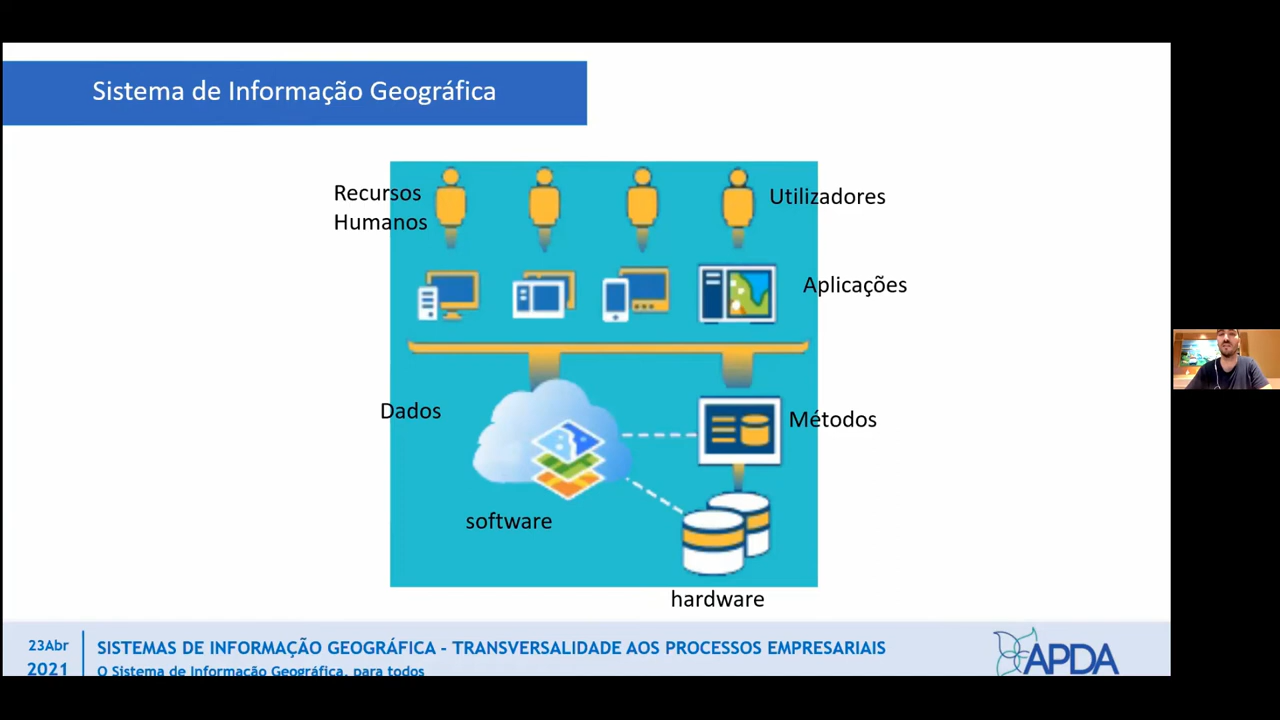 Sistema de Informação Geográfica
Recursos
Humanos
Utilizadores
Aplicações
Dados
Métodos
software
hardware
23Abr
2021
SISTEMAS DE INFORMAÇÃO GEOGRÁFICA - TRANSVERSALIDADE AOS PROCESSOS EMPRESARIAIS
O Sistema de Informação Geográfica, para todos
APDA